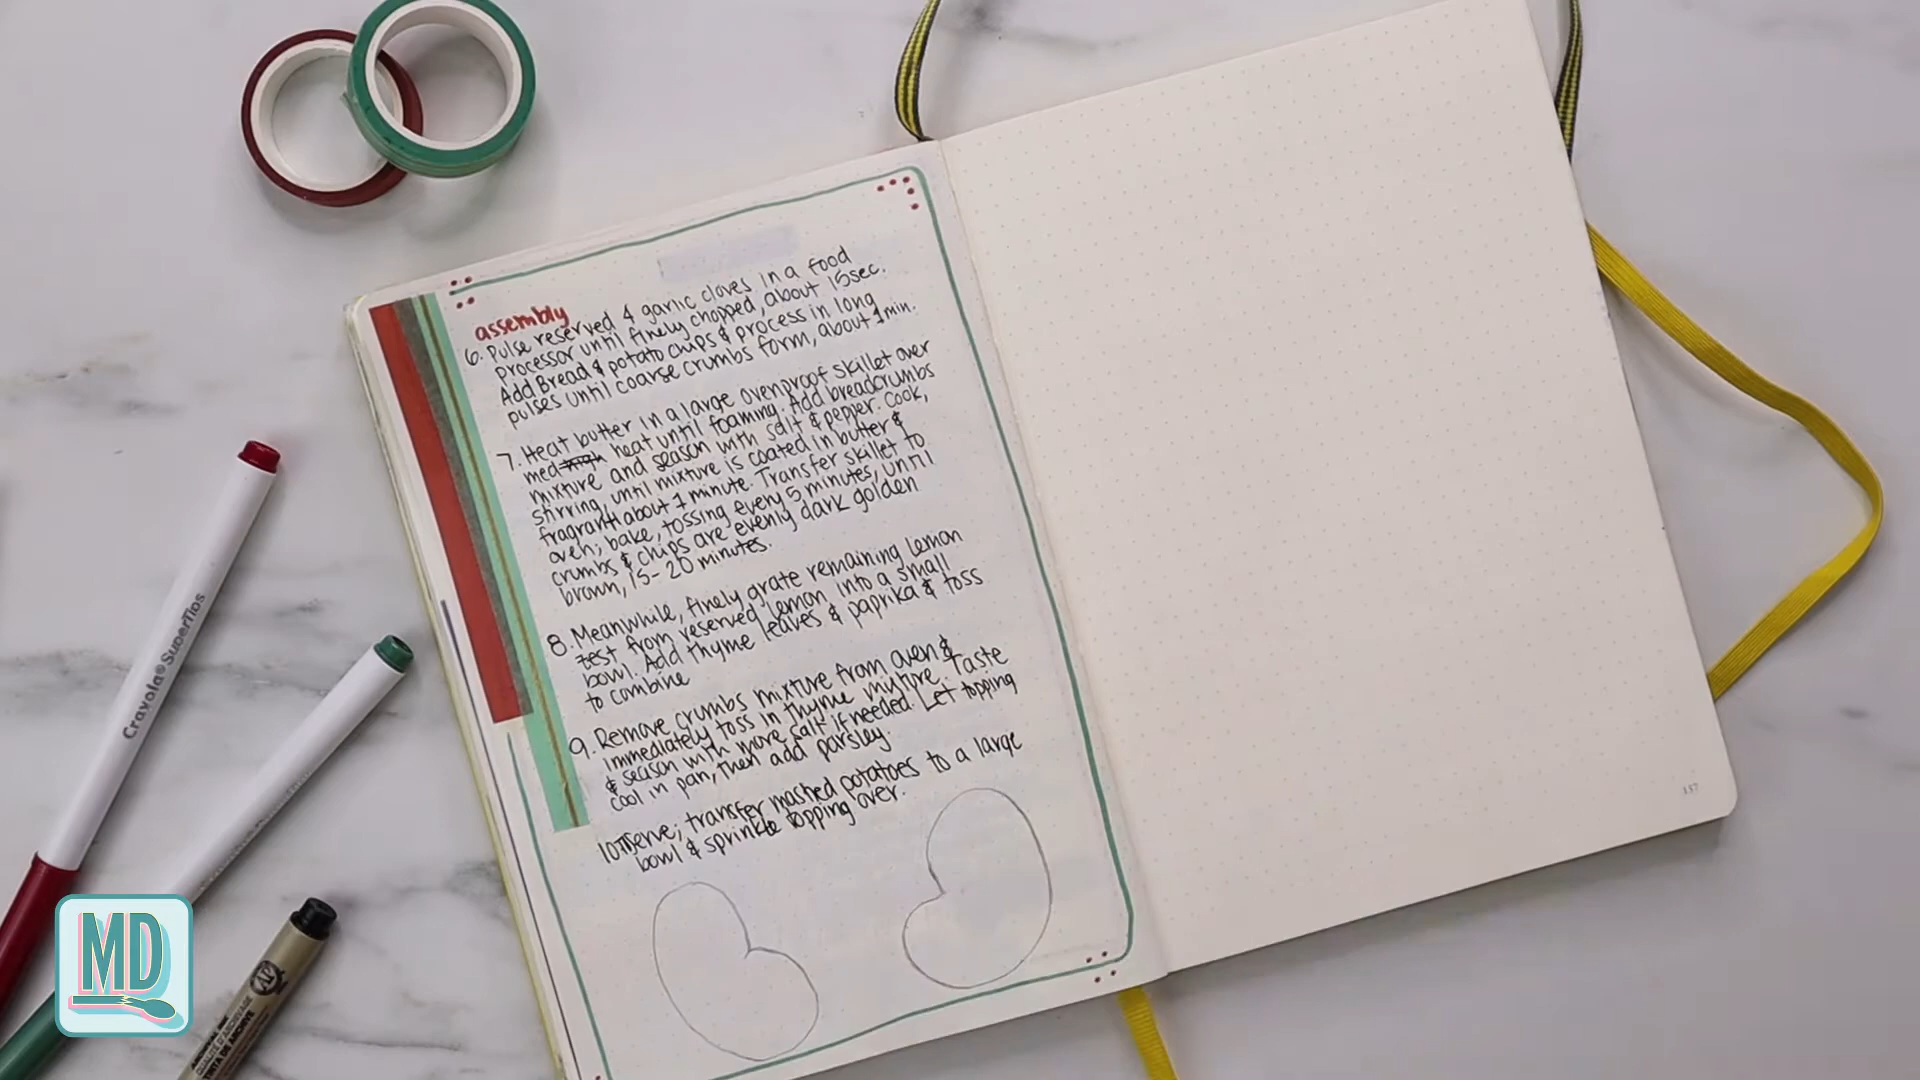 assembly
6. Pulse reserved & garlic cloves in a food
processor until finely chopped, about 15sec.
Add Bread & potato chips & process in long
pulses until coarse crumbs form, about 1 min.
7. Heat butter in a large ovenproof skillet over
med high heat until foaming. Add breadcrumbs
mixture and season with salt & pepper. Cook,
stirring, until mixture is coated in butter &
fragrant about 1 minute. Transfer skillet to
oven; bake, tossing every 5 minutes, until
crumbs & chips are evenly dark golden
brown, 15-20 minutes.
8. Meanwhile, finely grate remaining lemon
zest from reserved lemon into a small
bowl. Add thyme leaves & paprika & toss
to combine
9. Remove crumbs mixture from oven &
immediately toss in thyme mixture. Taste
& season with more salt if needed. Let topping
cool in pan, then add parsley.
10. serve; transfer mashed potatoes to a large
bowl & sprinkle topping over.
137
Crayola® SuperTips
AP
TINTA DE ARCHIVE
MD